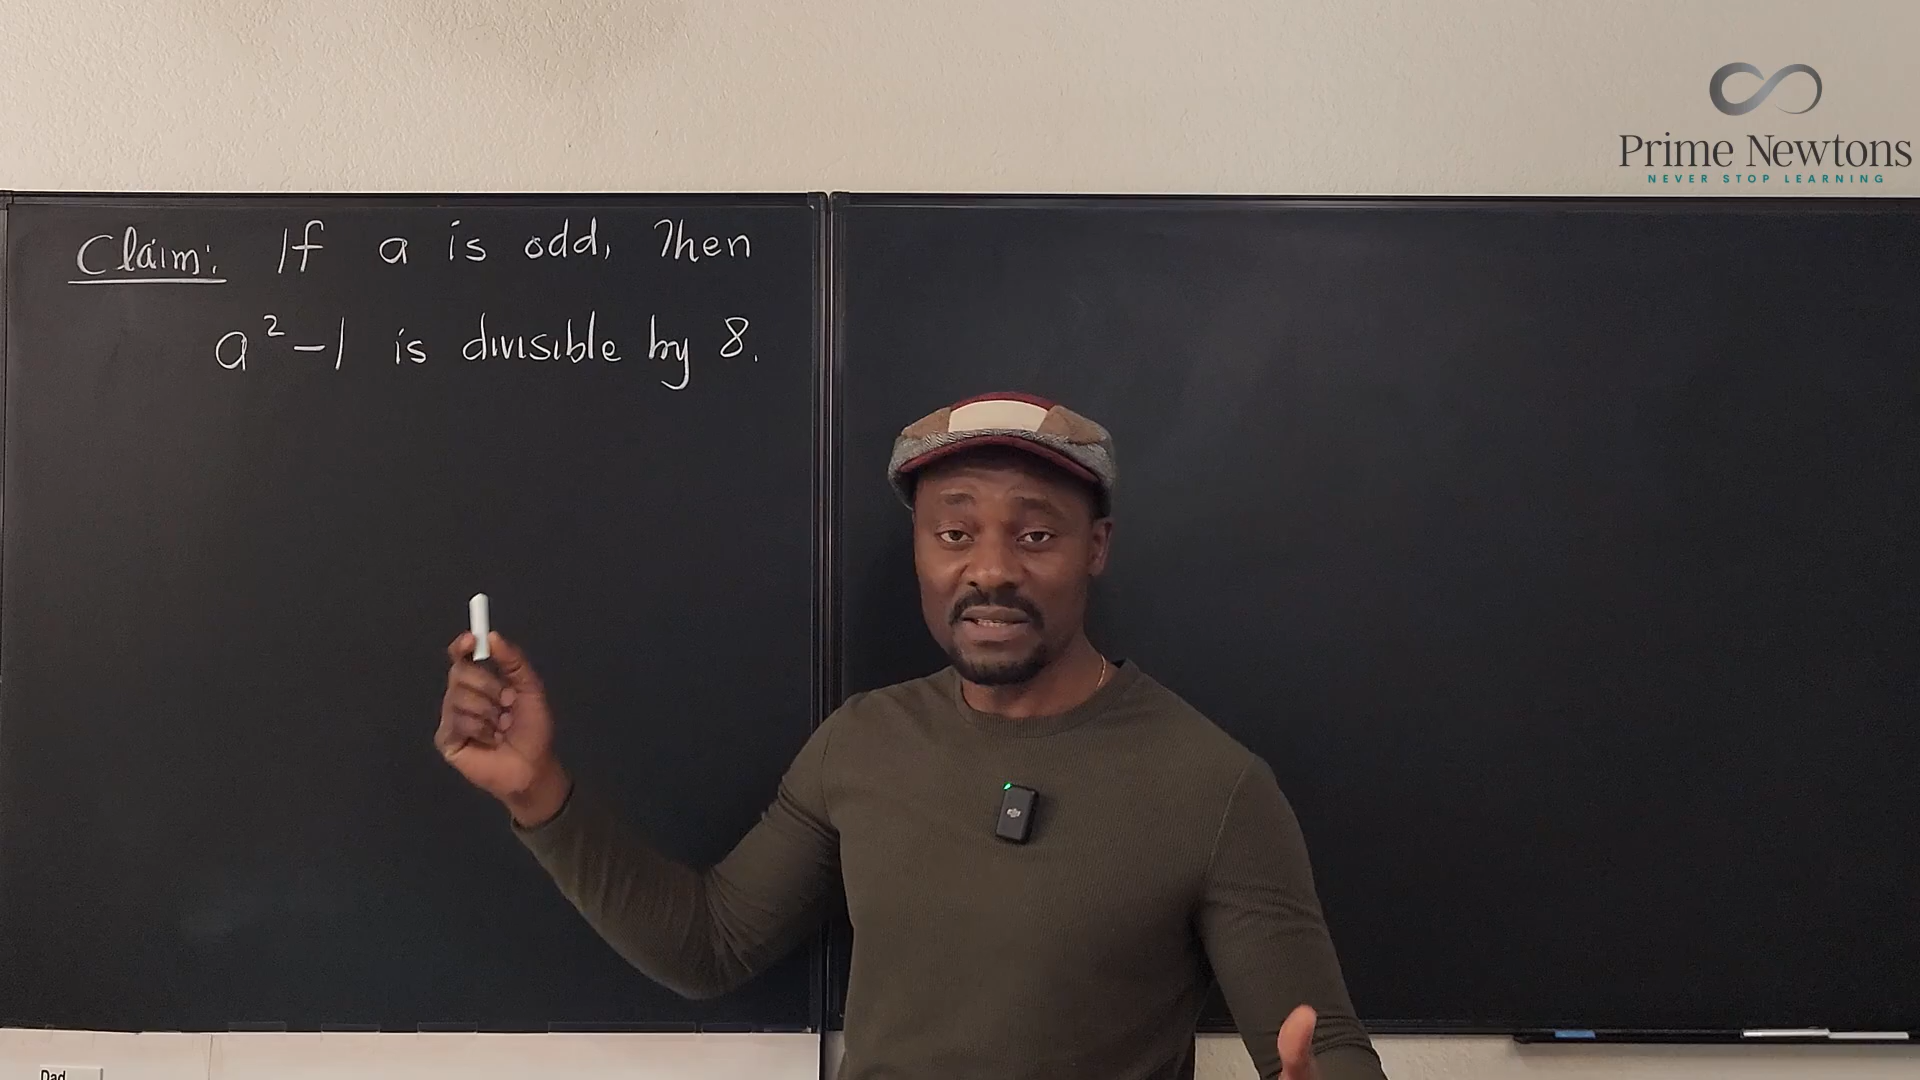 Prime Newtons
NEVER STOP LEARNING
Claim: If a is odd, Then
a² - 1 is divisible by 8.
Dad